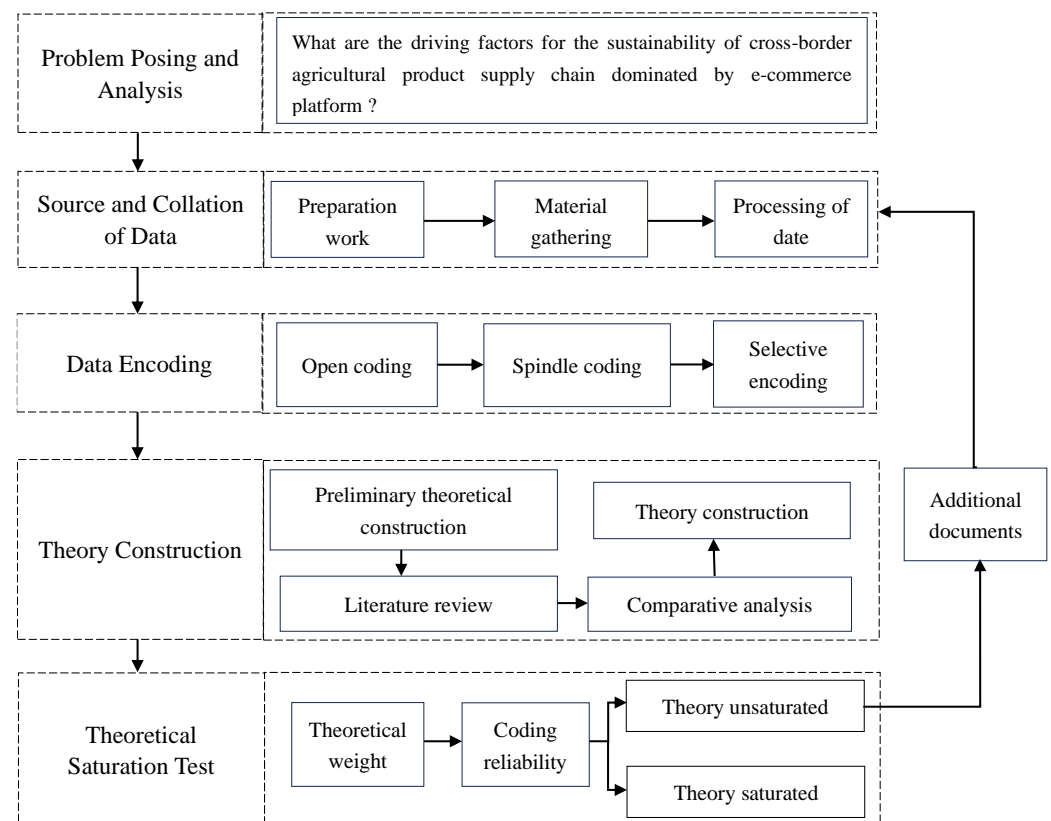 Problem Posing and
Analysis
What are the driving factors for the sustainability of cross-border
agricultural product supply chain dominated by e-commerce
platform ?
Source and Collation
of Data
Preparation
work
Material
gathering
Processing of
date
Data Encoding
Open coding
Spindle coding
Selective
encoding
Theory Construction
Preliminary theoretical
construction
Theory construction
Literature review
Comparative analysis
Additional
documents
Theoretical
Saturation Test
Theoretical
weight
Coding
reliability
Theory unsaturated
Theory saturated